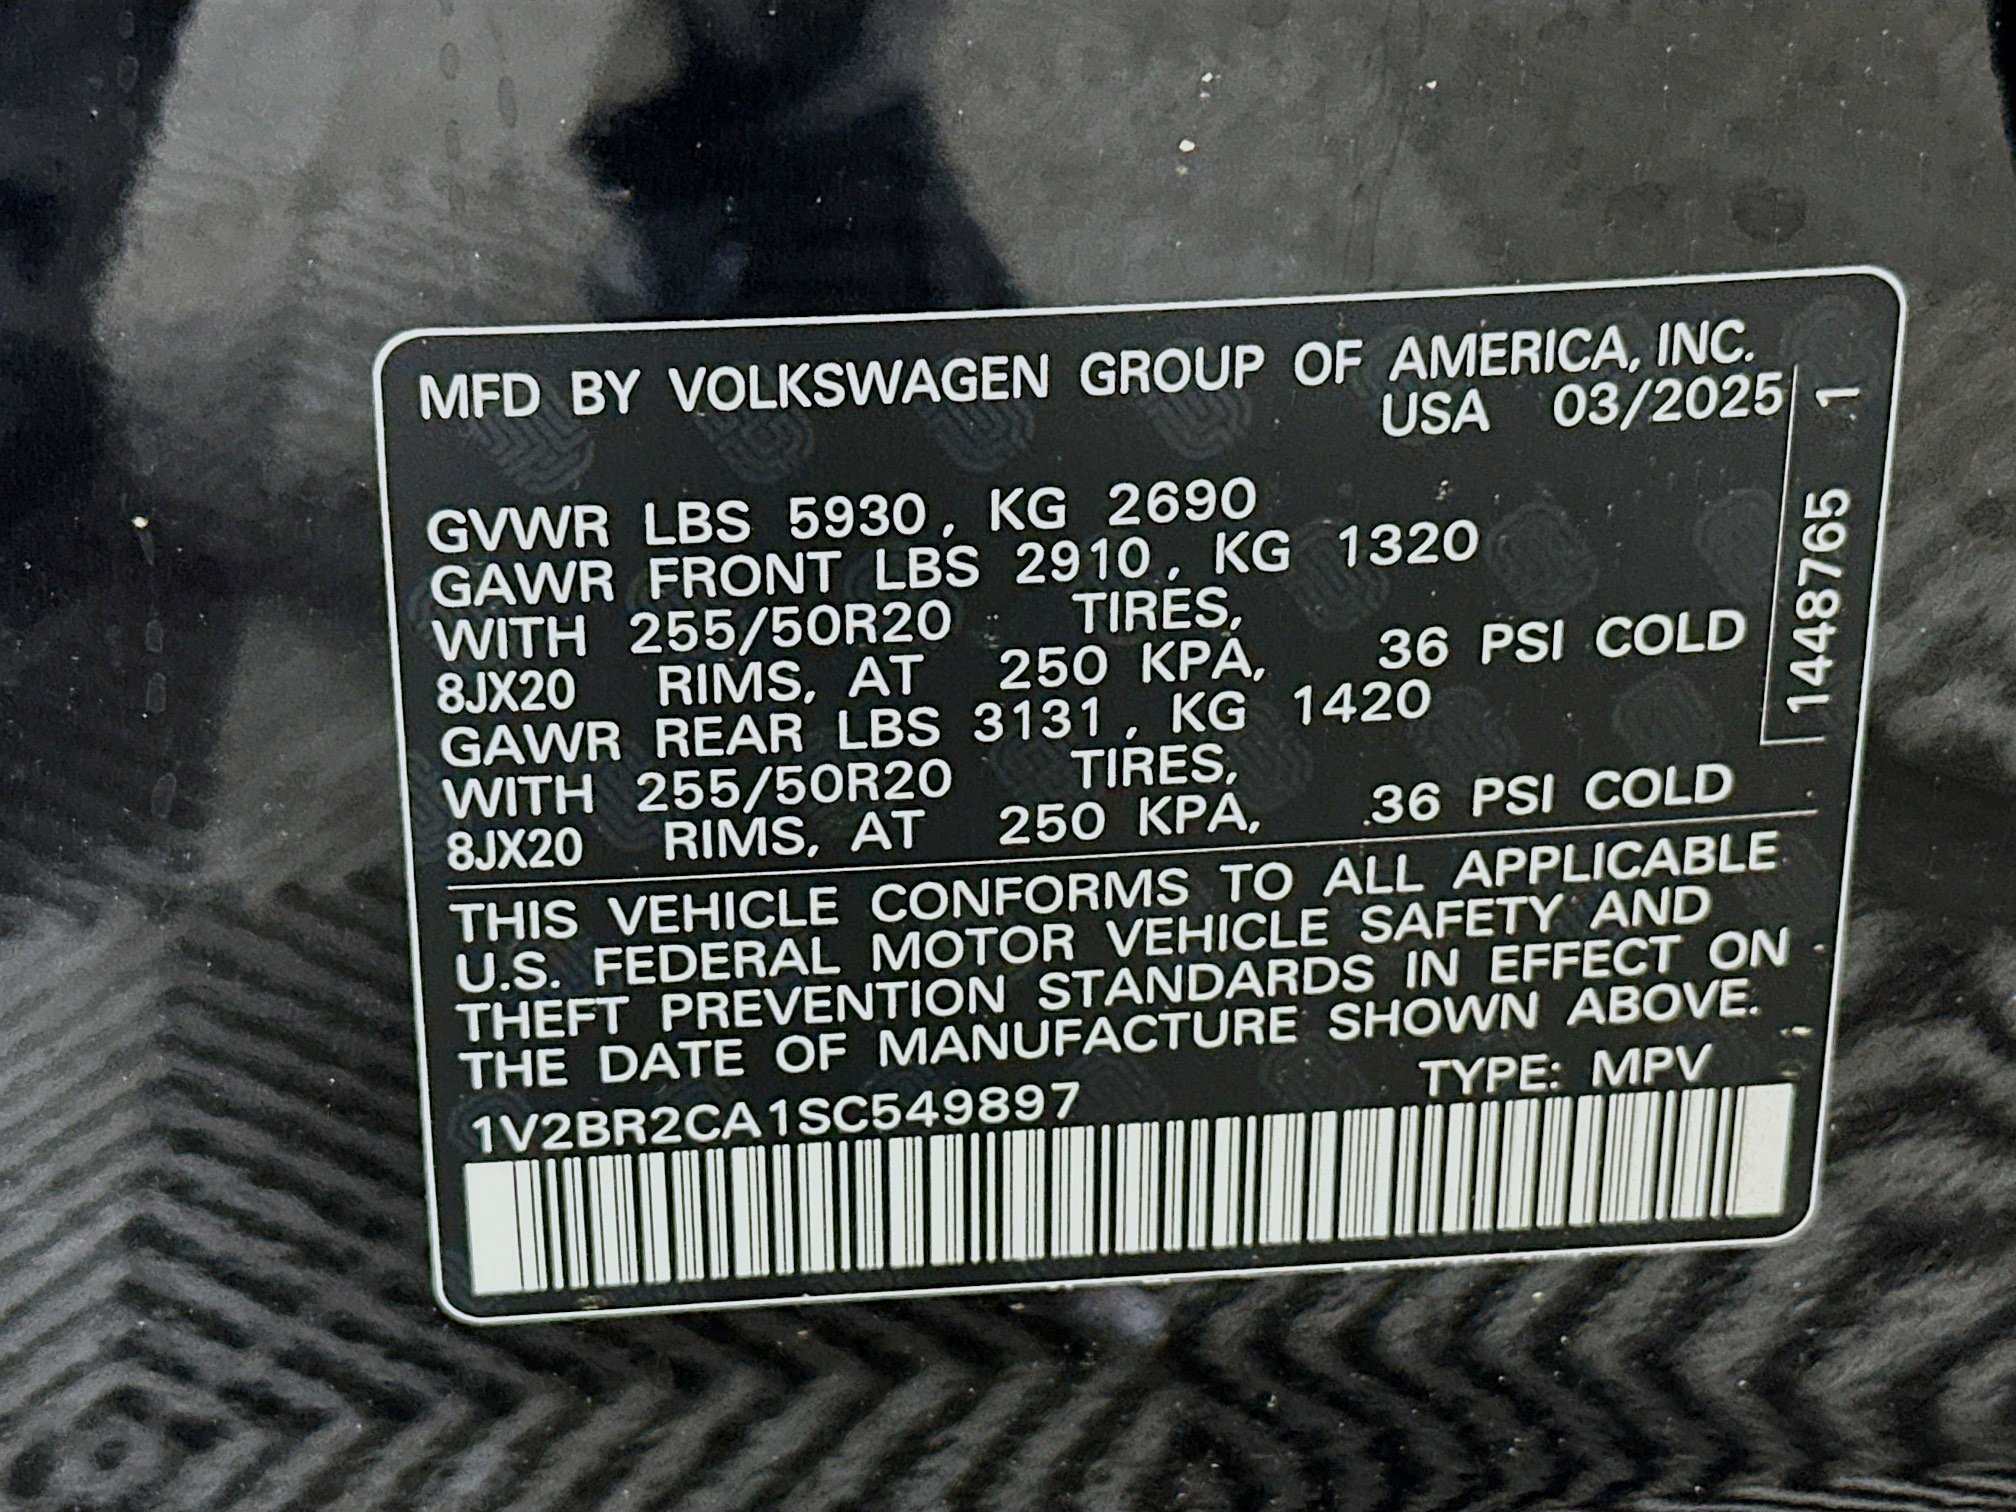 MFD BY VOLKSWAGEN GROUP OF AMERICA, INC.
USA 03/2025
GVWR LBS 5930, KG 2690
GAWR FRONT LBS 2910, KG 1320
WITH 255/50R20 TIRES,
8JX20 RIMS, AT 250 KPA, 36 PSI COLD
GAWR REAR LBS 3131, KG 1420
WITH 255/50R20 TIRES,
8JX20 RIMS, AT 250 KPA, 36 PSI COLD
1448765 1
THIS VEHICLE CONFORMS TO ALL APPLICABLE
U.S. FEDERAL MOTOR VEHICLE SAFETY AND
THEFT PREVENTION STANDARDS IN EFFECT ON
THE DATE OF MANUFACTURE SHOWN ABOVE.
1V2BR2CA1SC549897 TYPE: MPV